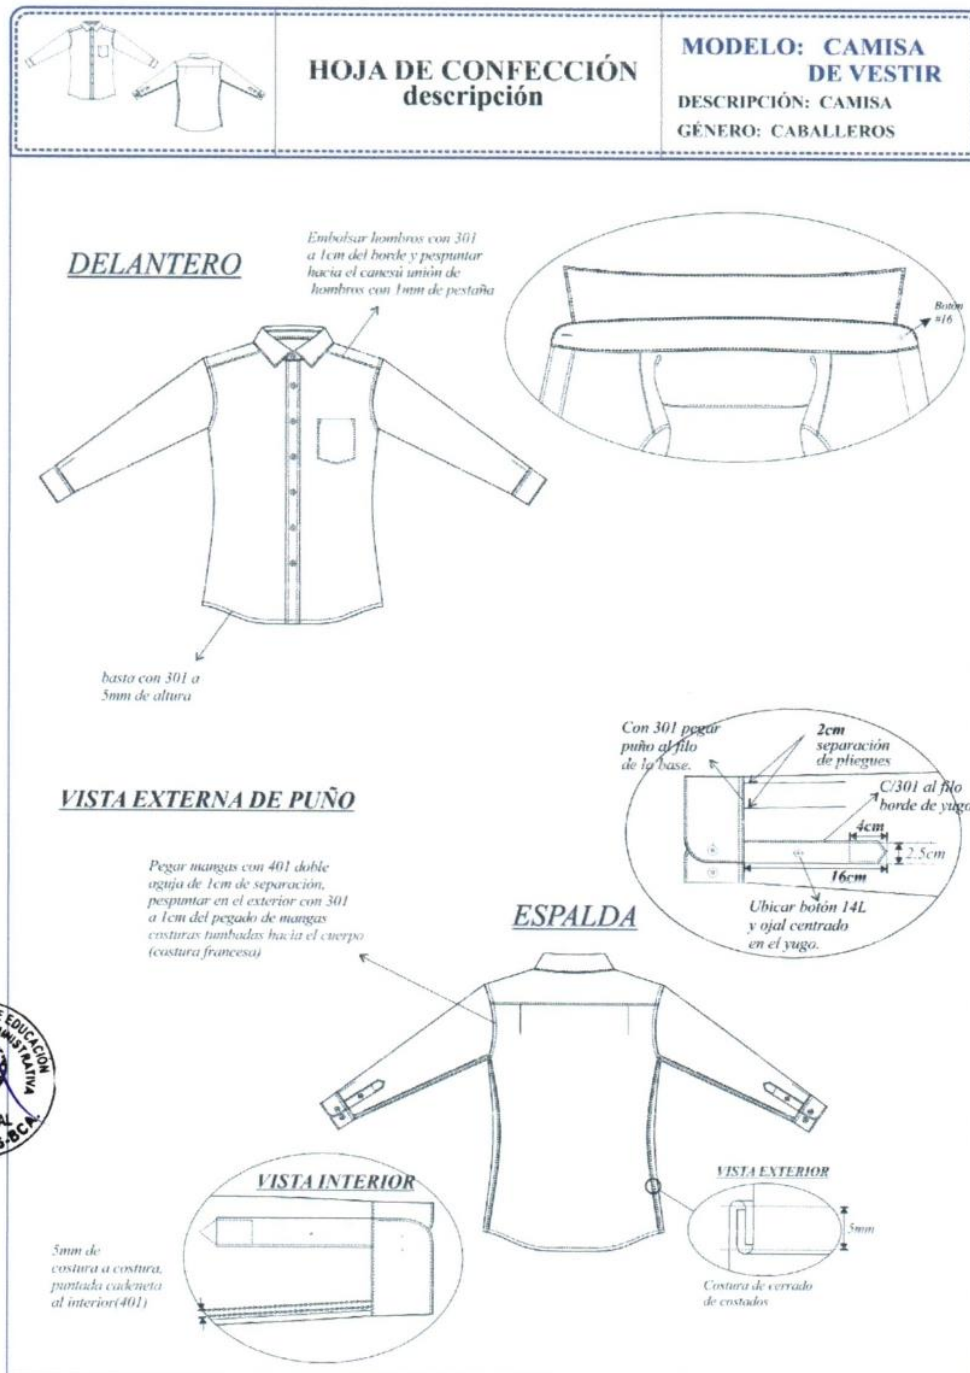 HOJA DE CONFECCIÓN
descripción
MODELO: CAMISA
DE VESTIR
DESCRIPCIÓN: CAMISA
GÉNERO: CABALLEROS
DELANTERO
Embolsar hombros con 301
a 1cm del borde y pespuntar
hacia el canesú unión de
hombros con 1mm de pestaña
Botón
#16
basta con 301 a
5mm de altura
VISTA EXTERNA DE PUÑO
Con 301 pegar
puño al filo
de la base.
2cm
separación
de pliegues
C/301 al filo
borde de yugo
4cm
2.5cm
16cm
Ubicar botón 14L
y ojal centrado
en el yugo.
Pegar mangas con 401 doble
aguja de 1cm de separación,
pespuntar en el exterior con 301
a 1cm del pegado de mangas
costuras tumbadas hacia el cuerpo
(costura francesa)
ESPALDA
EDUCACIÓN
VISTA INTERIOR
5mm de
costura a costura,
puntada cadeneta
al interior(401)
VISTA EXTERIOR
5mm
Costura de cerrado
de costados